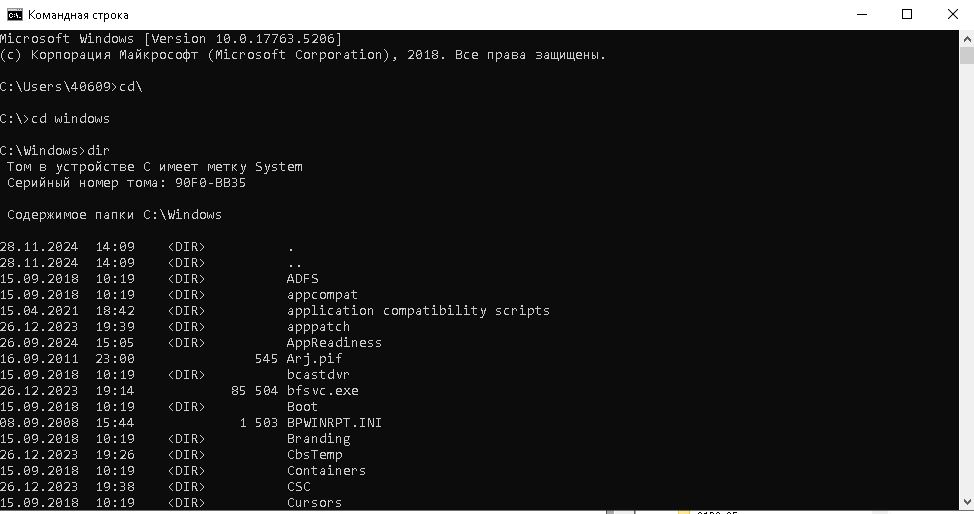 Командная строка
Microsoft Windows [Version 10.0.17763.5206]
(c) Корпорация Майкрософт (Microsoft Corporation), 2018. Все права защищены.
C:\Users\40609>cd\
C:\>cd windows
C:\Windows>dir
Том в устройстве C имеет метку System
Серийный номер тома: 90F0-BB35
Содержимое папки C:\Windows
28.11.2024 14:09 <DIR> .
28.11.2024 14:09 <DIR> ..
15.09.2018 10:19 <DIR> ADFS
15.09.2018 10:19 <DIR> appcompat
15.04.2021 18:42 <DIR> application compatibility scripts
26.12.2023 19:39 <DIR> apppatch
26.09.2024 15:05 <DIR> AppReadiness
16.09.2011 23:00 545 Arj.pif
15.09.2018 10:19 <DIR> bcastdvr
26.12.2023 19:14 85 504 bfsvc.exe
15.09.2018 10:19 <DIR> Boot
08.09.2008 15:44 1 503 BPWINRPT.INI
15.09.2018 10:19 <DIR> Branding
26.12.2023 19:26 <DIR> CbsTemp
15.09.2018 10:19 <DIR> Containers
26.12.2023 19:38 <DIR> CSC
15.09.2018 10:19 <DIR> Cursors